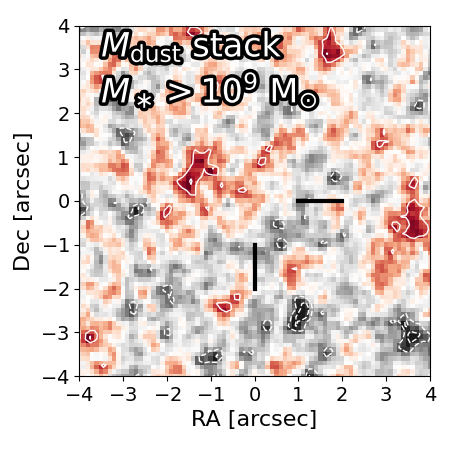 M_dust stack
M_* > 10^9 M_⊙
4
3
2
1
0
−1
−2
−3
−4
Dec [arcsec]
−4 −3 −2 −1 0 1 2 3 4
RA [arcsec]